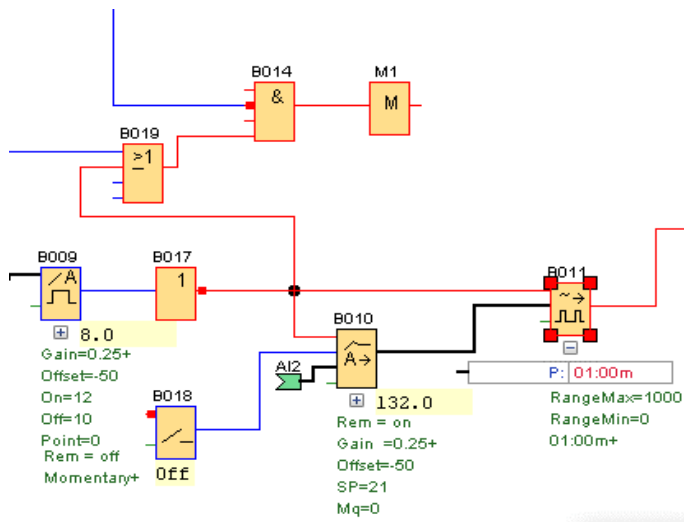 B014
M1
&
M
B019
>1
B009
B017
B011
/A
1
B010
8.0
A→
AI2
P: 01:00m
Gain=0.25+
Offset=-50
On=12
Off=10
Point=0
Rem = off
Momentary+
B018
Off
132.0
Rem = on
Gain =0.25+
Offset=-50
SP=21
Mq=0
RangeMax=1000
RangeMin=0
01:00m+